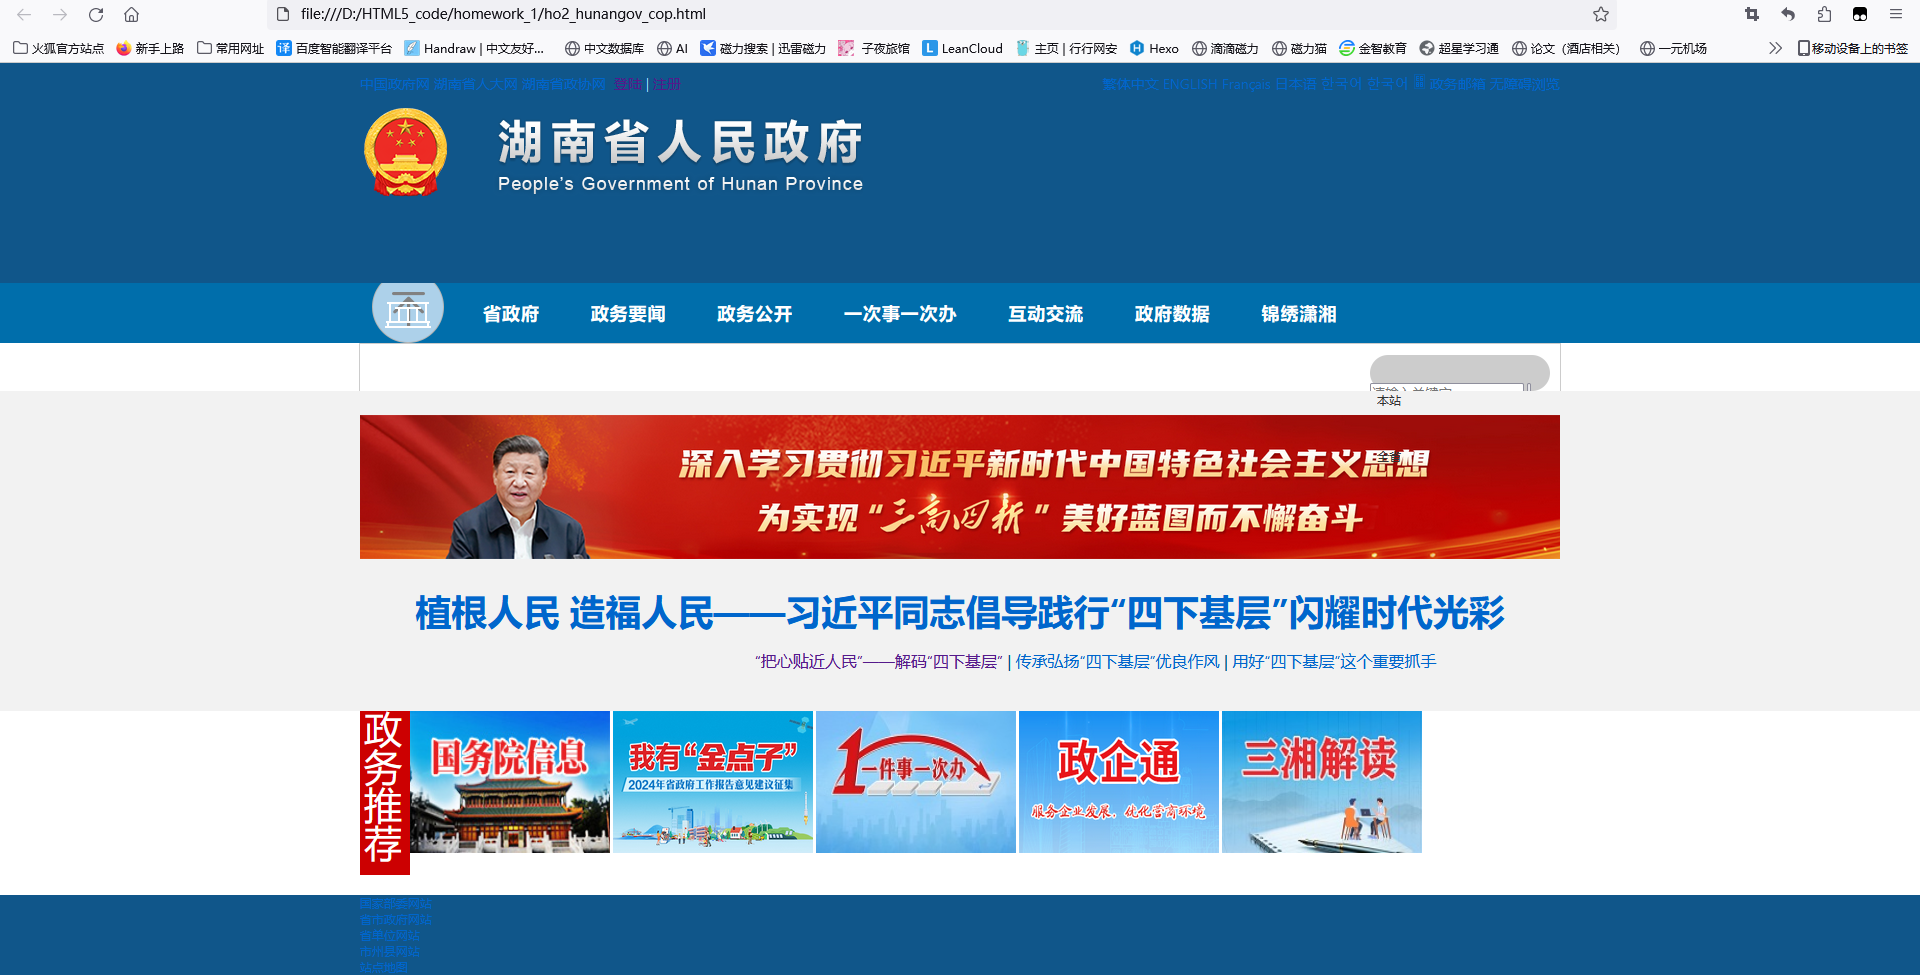 file:///D:/HTML5_code/homework_1/ho2_hunangov_cop.html
火狐官方站点 新手上路 常用网址 百度智能翻译平台 Handraw | 中文友好... 中文数据库 AI 磁力搜索 | 迅雷磁力 子夜旅馆 LeanCloud 主页 | 行行网安 Hexo 滴滴磁力 磁力猫 金智教育 超星学习通 论文（酒店相关） 一元机场 移动设备上的书签
中国政府网 湖南省人大网 湖南省政协网 登陆 | 注册
繁体中文 ENGLISH Français 日本语 한국어 한국어 政务邮箱 无障碍浏览
湖南省人民政府
People's Government of Hunan Province
省政府 政务要闻 政务公开 一次事一次办 互动交流 政府数据 锦绣潇湘
请输入关键字
本站
全省
深入学习贯彻习近平新时代中国特色社会主义思想
为实现“三高四新”美好蓝图而不懈奋斗
植根人民 造福人民——习近平同志倡导践行“四下基层”闪耀时代光彩
“把心贴近人民”——解码“四下基层” | 传承弘扬“四下基层”优良作风 | 用好“四下基层”这个重要抓手
政务推荐
国务院信息
我有“金点子”
2024年省政府工作报告意见建议征集
1一件事一次办
政企通
服务企业发展，优化营商环境
三湘解读
国家部委网站
省市政府网站
省单位网站
市州县网站
站点地图